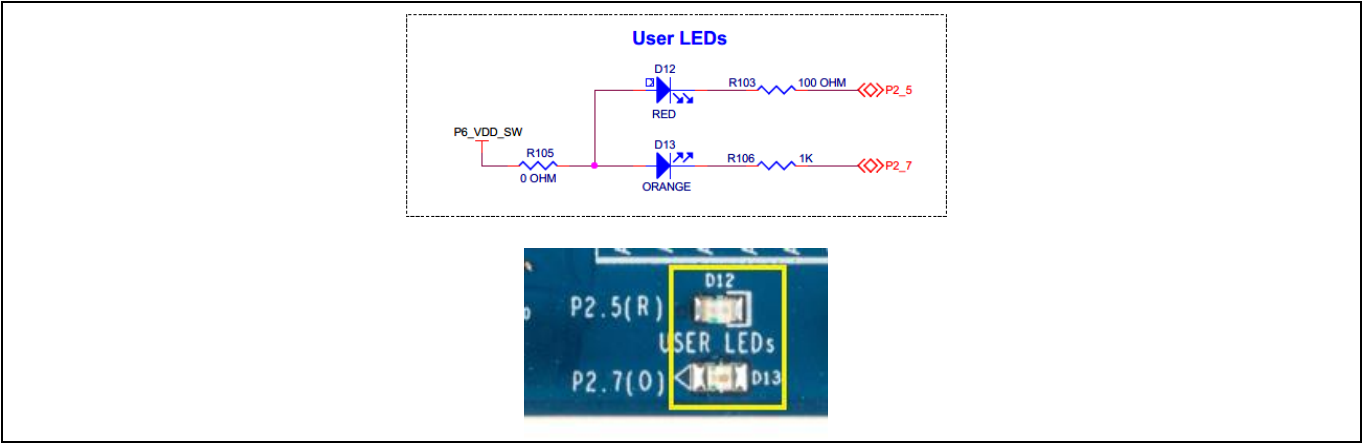 User LEDs
D12
R103
100 OHM
P2_5
RED
P6_VDD_SW
R105
0 OHM
D13
R106
1K
P2_7
ORANGE
D12
P2.5(R)
USER LEDs
P2.7(O)
D13